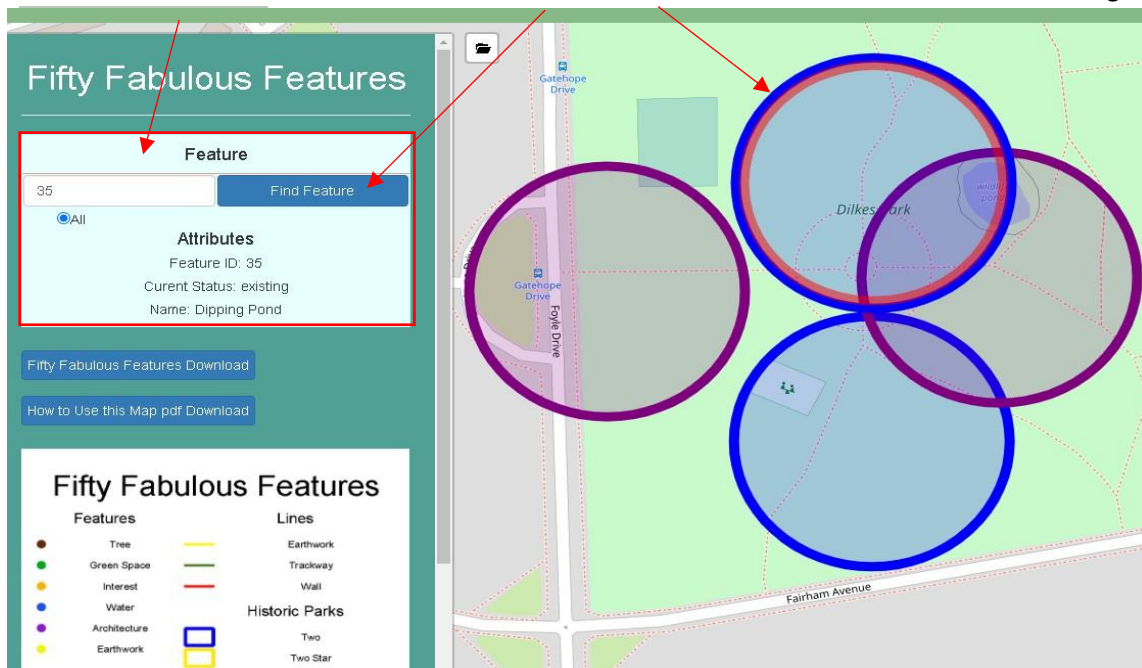 Fifty Fabulous Features
Feature
35
Find Feature
All
Attributes
Feature ID: 35
Current Status: existing
Name: Dipping Pond
Fifty Fabulous Features Download
How to Use this Map pdf Download
Fifty Fabulous Features
Features
Lines
Tree
Earthwork
Green Space
Trackway
Interest
Wall
Water
Historic Parks
Architecture
Two
Earthwork
Two Star
Gatehope
Drive
Gatehope
Drive
Foyle Drive
Dilkes Park
wildlife
pond
Fairham Avenue